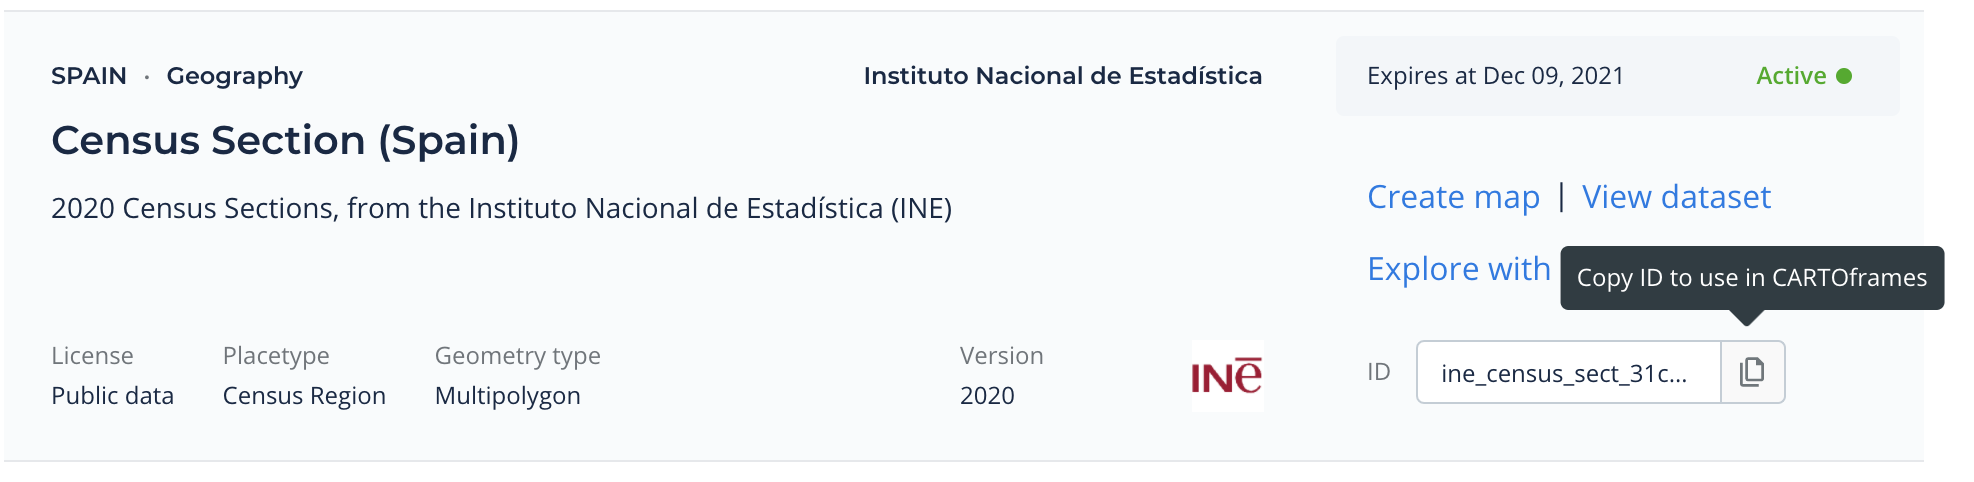 SPAIN · Geography
Instituto Nacional de Estadística
Expires at Dec 09, 2021
Active
Census Section (Spain)
2020 Census Sections, from the Instituto Nacional de Estadística (INE)
Create map | View dataset
Explore with
Copy ID to use in CARTOframes
License
Public data
Placetype
Census Region
Geometry type
Multipolygon
Version
2020
INē
ID
ine_census_sect_31c...